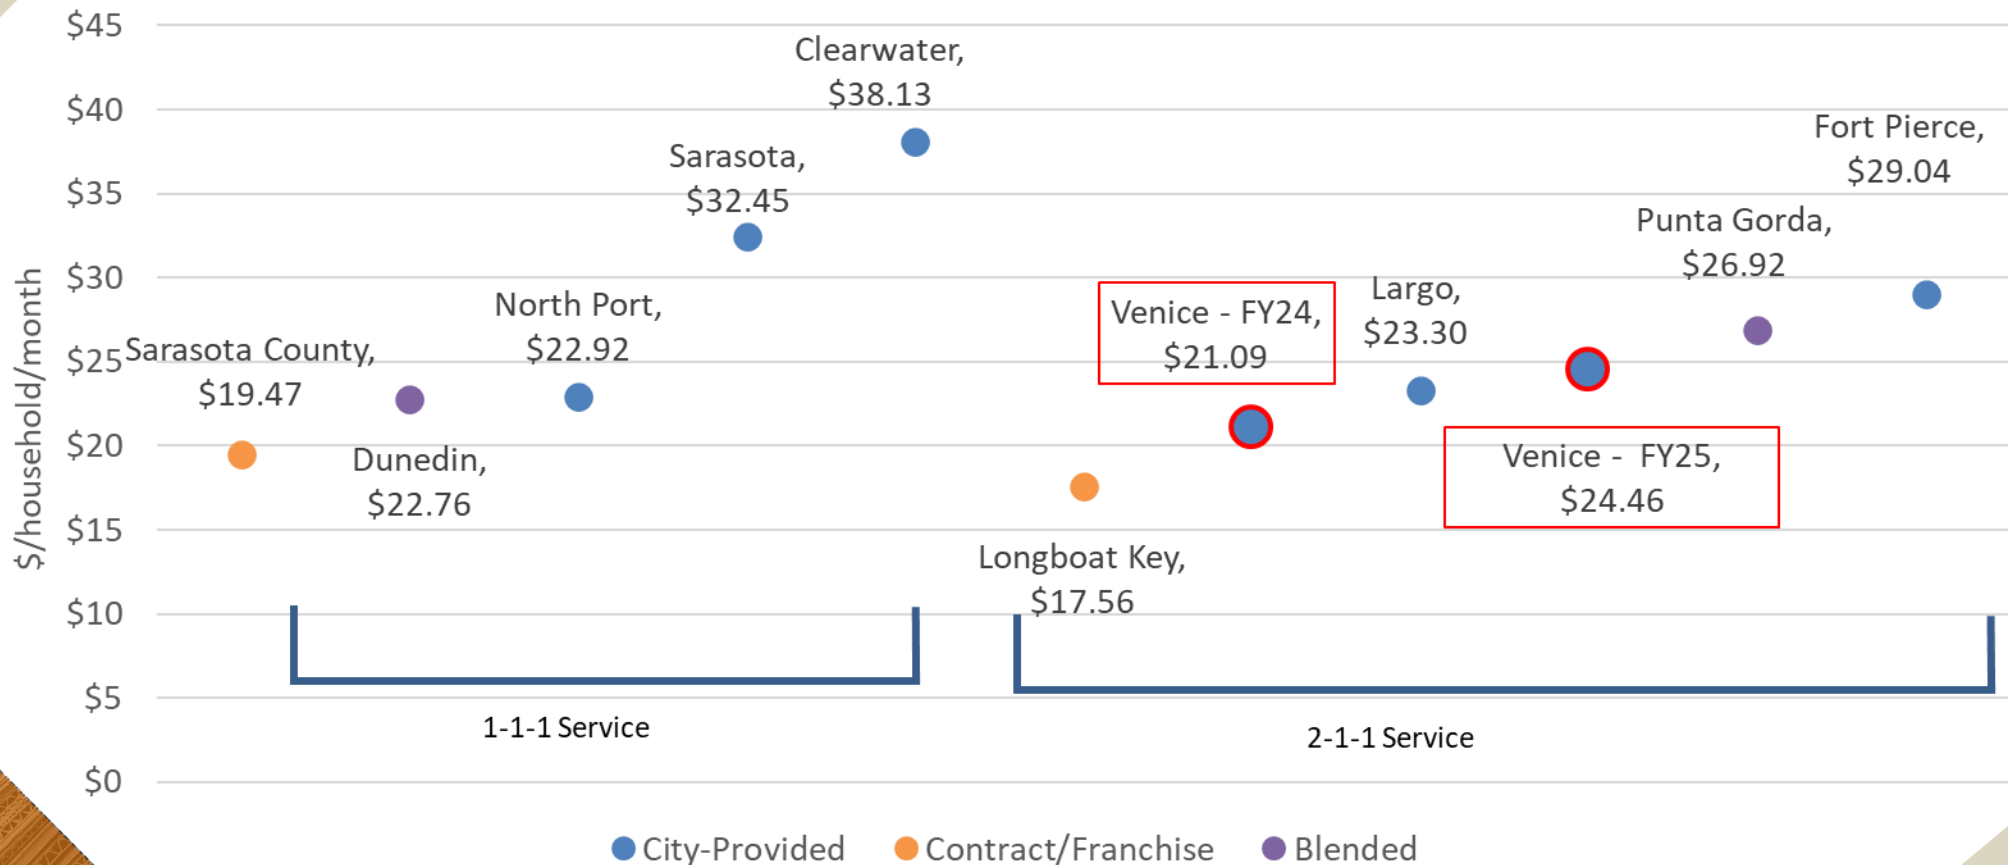 $45
$40
$35
$30
$25
$20
$15
$10
$5
$0
$/household/month
Sarasota County,
$19.47
Dunedin,
$22.76
North Port,
$22.92
Sarasota,
$32.45
Clearwater,
$38.13
Longboat Key,
$17.56
Venice - FY24,
$21.09
Largo,
$23.30
Venice -  FY25,
$24.46
Punta Gorda,
$26.92
Fort Pierce,
$29.04
1-1-1 Service
2-1-1 Service
City-Provided
Contract/Franchise
Blended